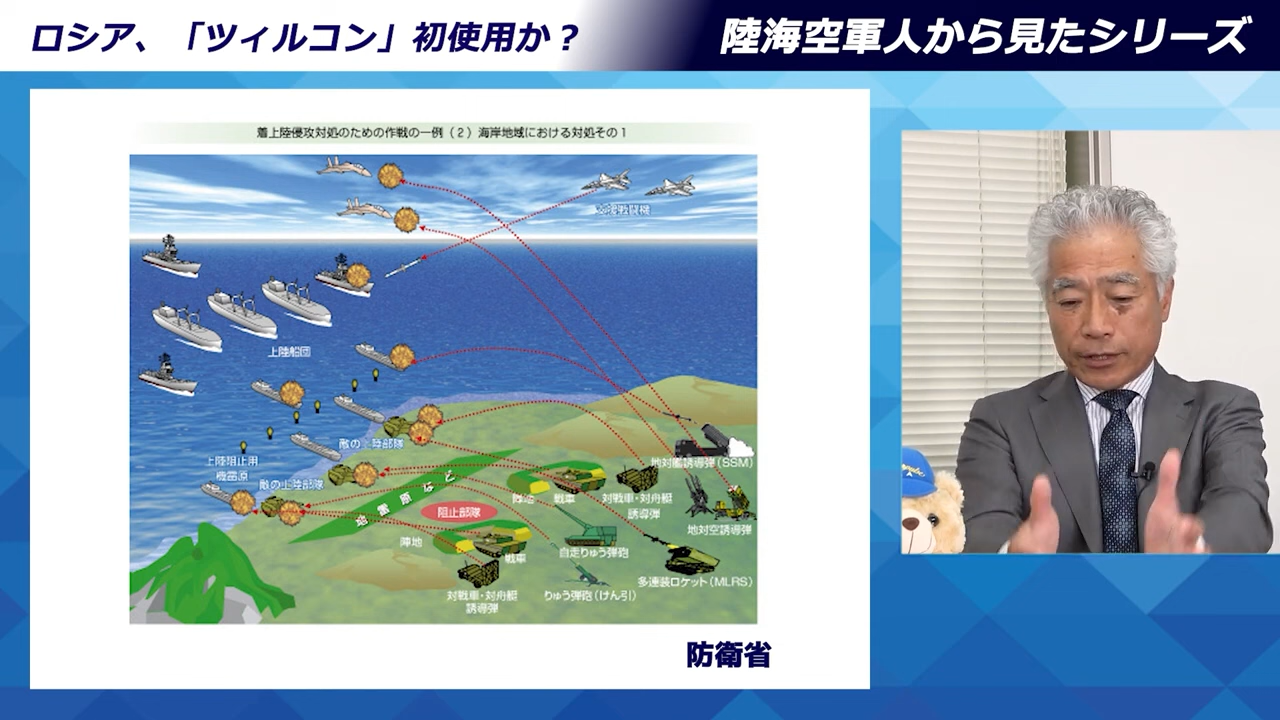 ロシア、「ツィルコン」初使用か？
陸海空軍人から見たシリーズ
着上陸侵攻対処のための作戦の一例（2）海岸地域における対処その1
戦闘機
上陸船団
敵の上陸部隊
上陸阻止用
機雷原
敵の上陸部隊
地対艦誘導弾（SSM）
戦車
対戦車・対舟艇
誘導弾
地対空誘導弾
地雷原
阻止部隊
陣地
戦車
自走りゅう弾砲
多連装ロケット（MLRS）
対戦車・対舟艇
誘導弾
りゅう弾砲（けん引）
防衛省